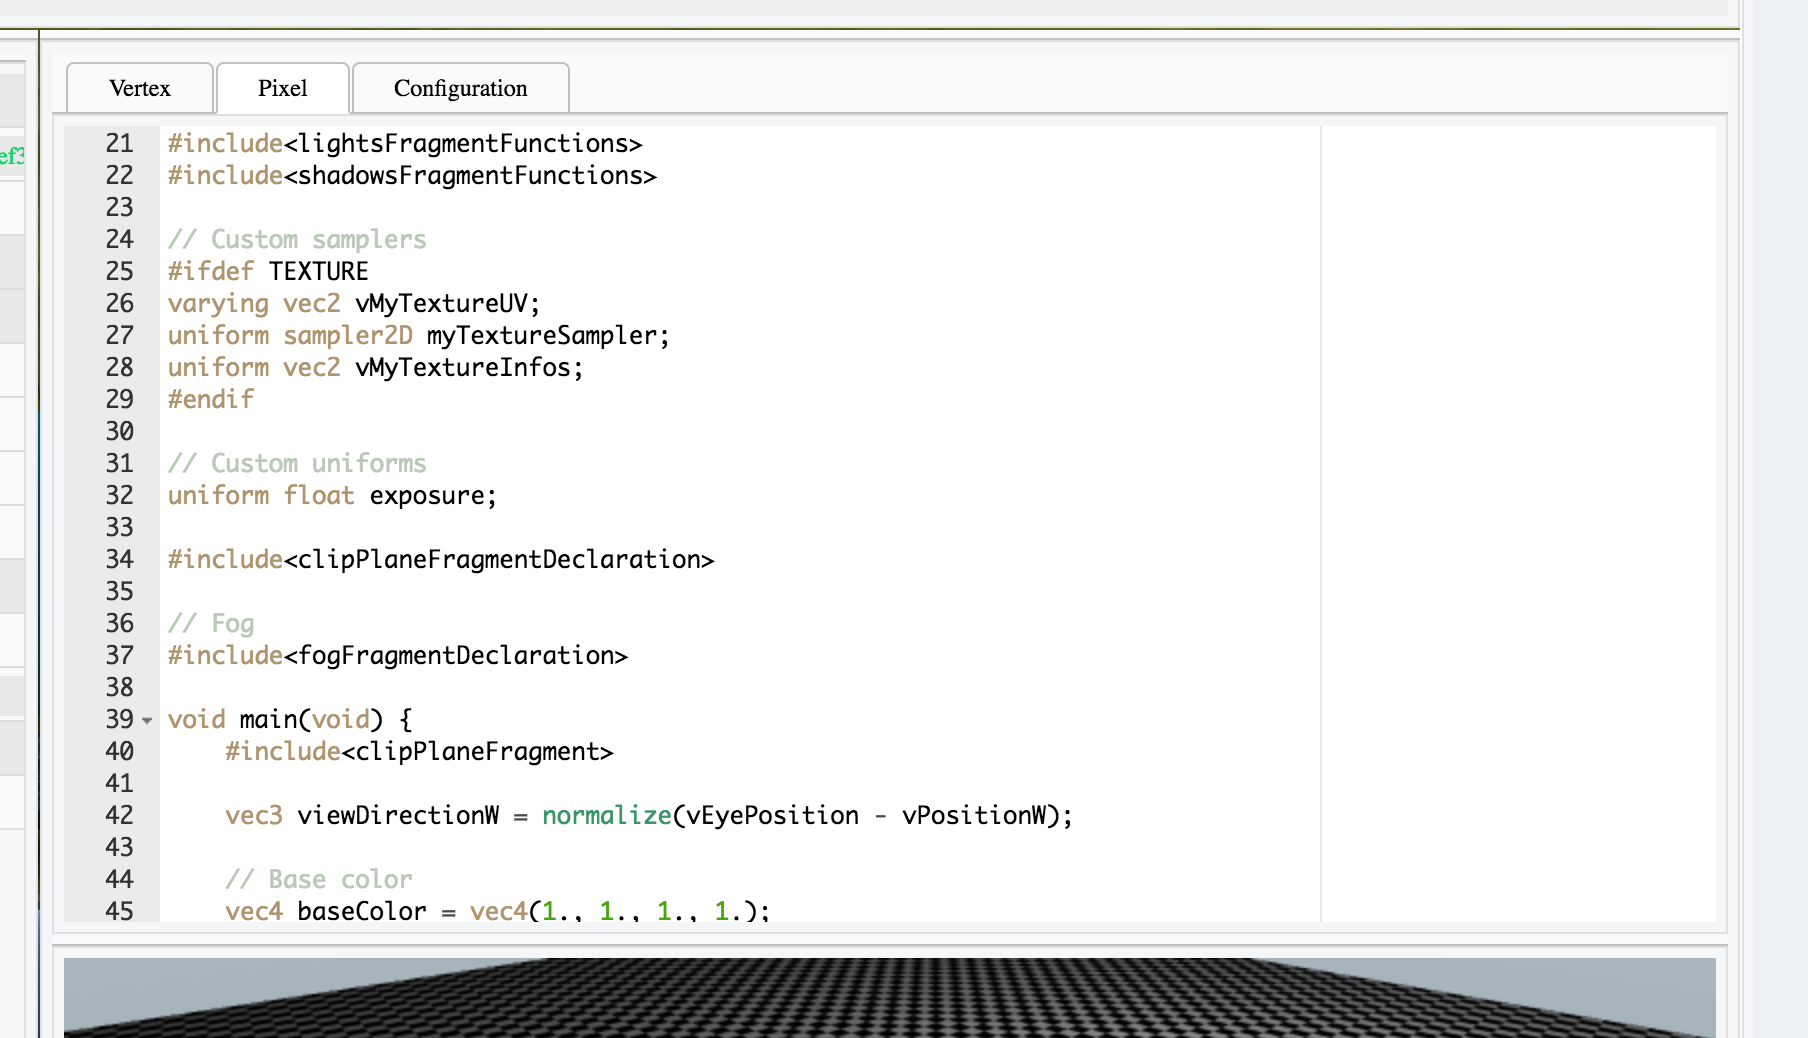 Vertex Pixel Configuration
ef3
21 #include<lightsFragmentFunctions>
22 #include<shadowsFragmentFunctions>
23
24 // Custom samplers
25 #ifdef TEXTURE
26 varying vec2 vMyTextureUV;
27 uniform sampler2D myTextureSampler;
28 uniform vec2 vMyTextureInfos;
29 #endif
30
31 // Custom uniforms
32 uniform float exposure;
33
34 #include<clipPlaneFragmentDeclaration>
35
36 // Fog
37 #include<fogFragmentDeclaration>
38
39 void main(void) {
40     #include<clipPlaneFragment>
41
42     vec3 viewDirectionW = normalize(vEyePosition - vPositionW);
43
44     // Base color
45     vec4 baseColor = vec4(1., 1., 1., 1.);